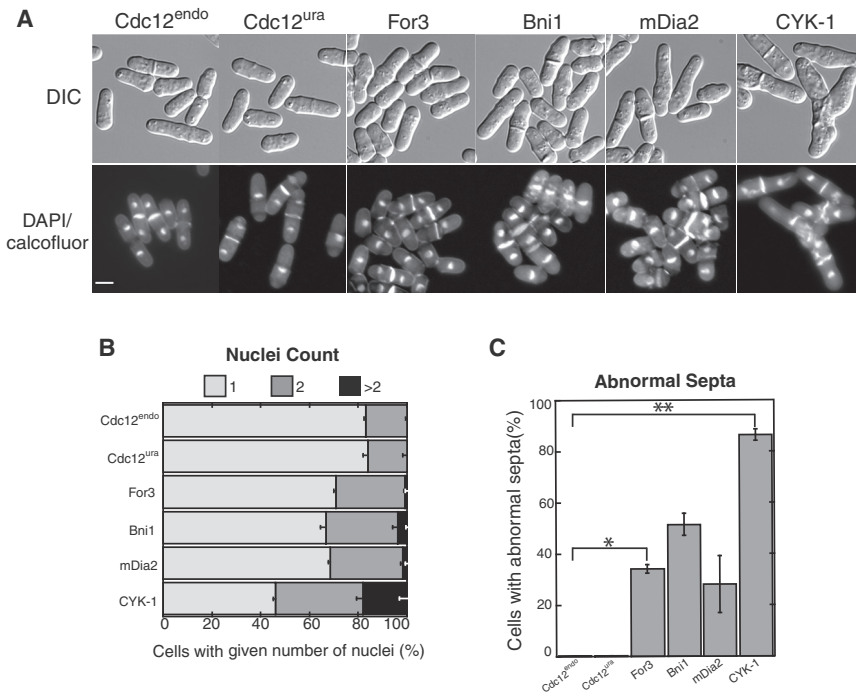 A
Cdc12endo Cdc12ura For3 Bni1 mDia2 CYK-1
DIC
DAPI/
calcofluor
B
Nuclei Count
1 2 >2
Cdc12endo
Cdc12ura
For3
Bni1
mDia2
CYK-1
0 20 40 60 80 100
Cells with given number of nuclei (%)
C
Abnormal Septa
Cells with abnormal septa(%)
100
80
60
40
20
0
**
*
Cdc12endo Cdc12ura For3 Bni1 mDia2 CYK-1